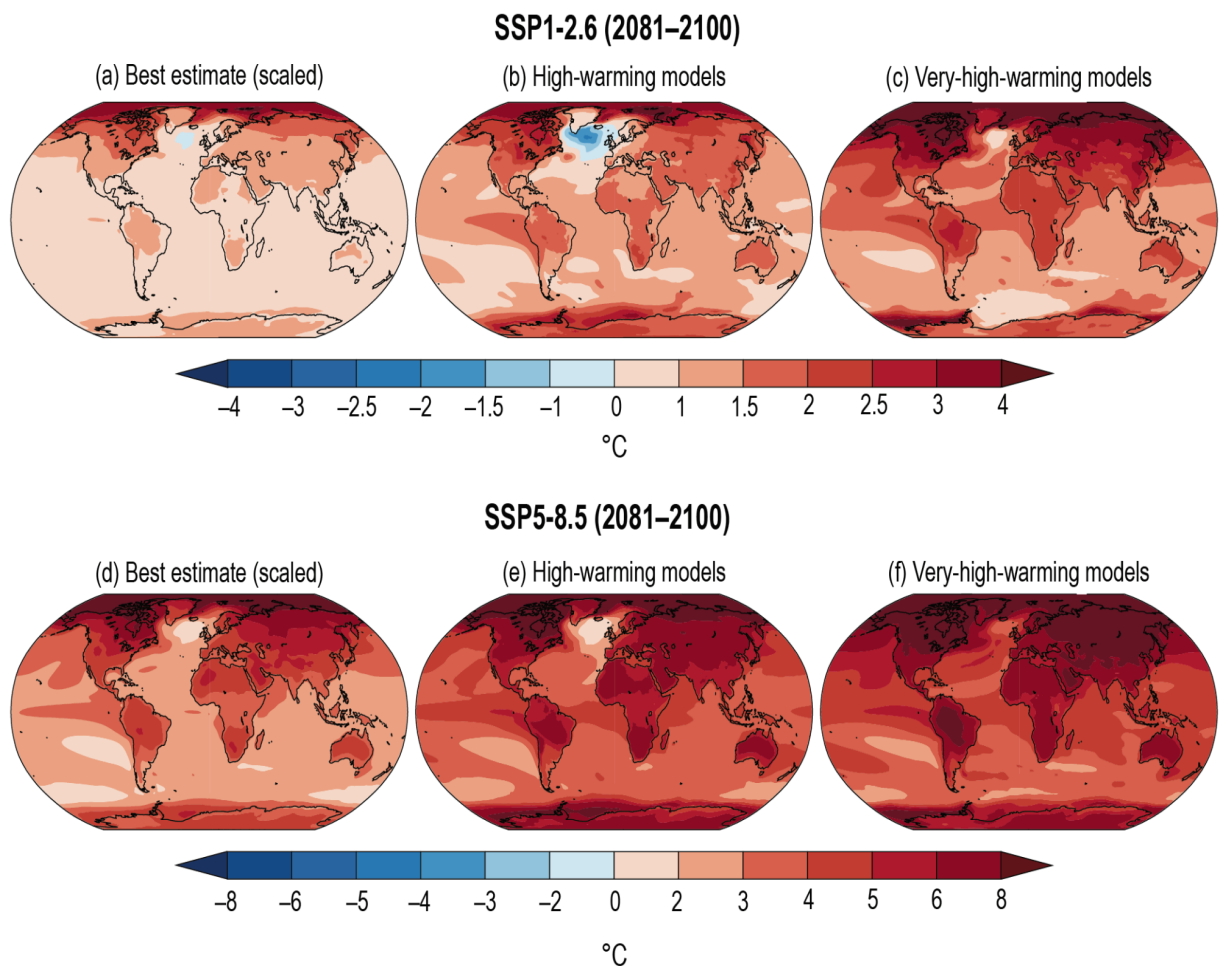 SSP1-2.6 (2081–2100)
(a) Best estimate (scaled) (b) High-warming models (c) Very-high-warming models
–4 –3 –2.5 –2 –1.5 –1 0 1 1.5 2 2.5 3 4
°C
SSP5-8.5 (2081–2100)
(d) Best estimate (scaled) (e) High-warming models (f) Very-high-warming models
–8 –6 –5 –4 –3 –2 0 2 3 4 5 6 8
°C